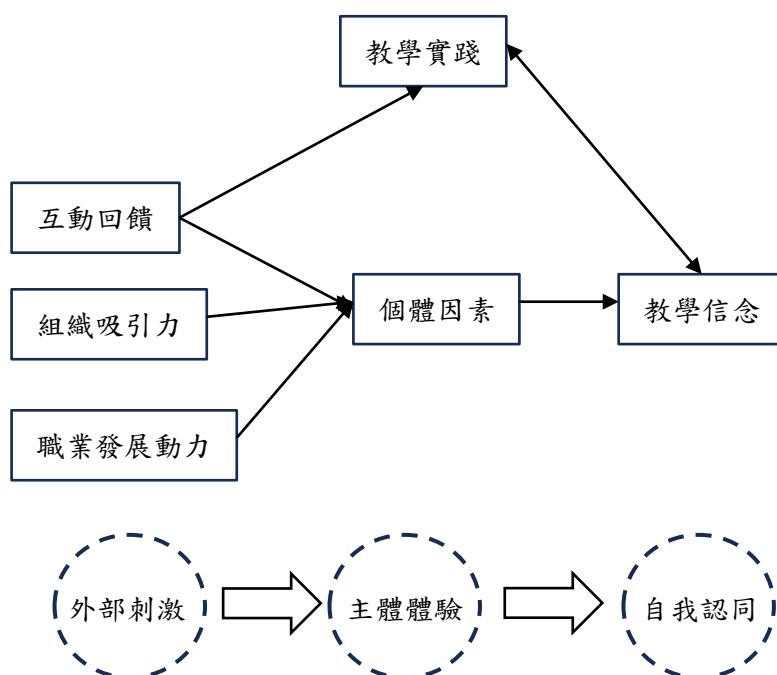 教學實踐
互動回饋
組織吸引力
個體因素
教學信念
職業發展動力
外部刺激
主體體驗
自我認同